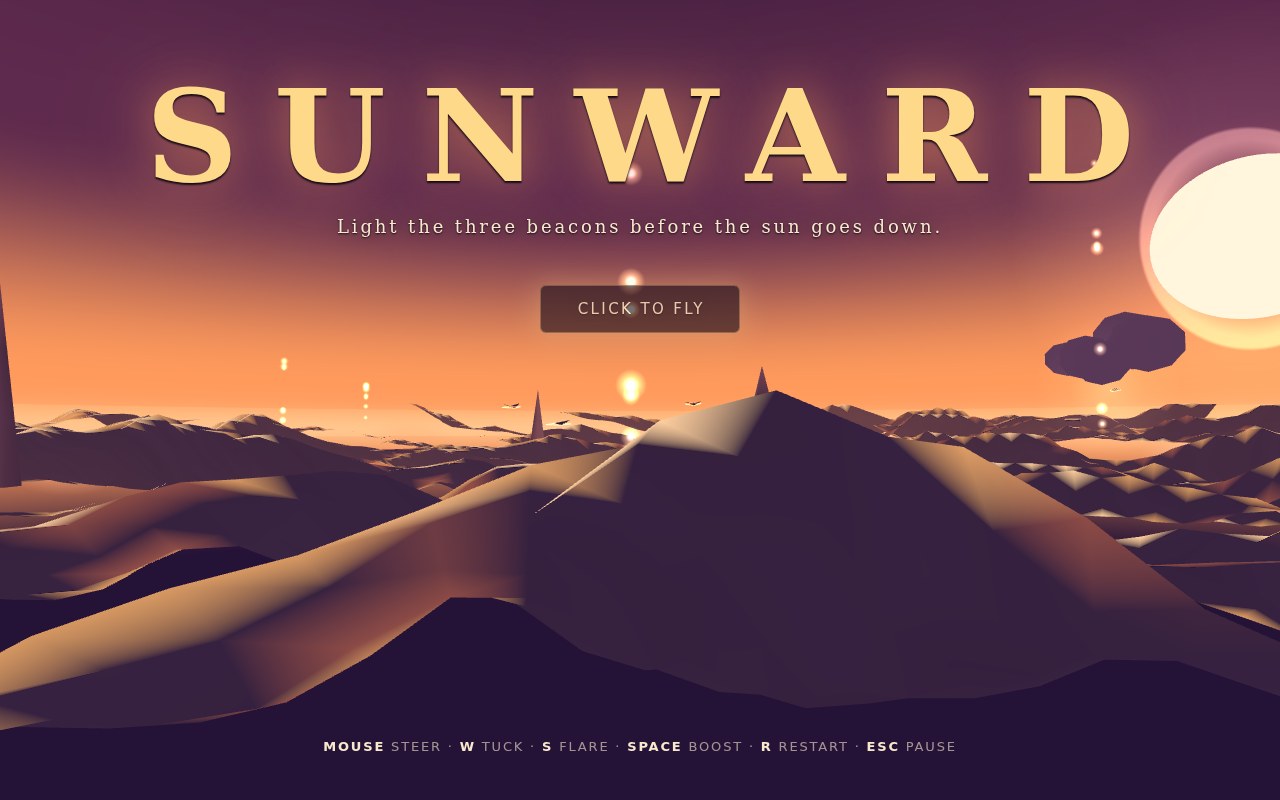 SUNWARD
Light the three beacons before the sun goes down.
CLICK TO FLY
MOUSE STEER · W TUCK · S FLARE · SPACE BOOST · R RESTART · ESC PAUSE